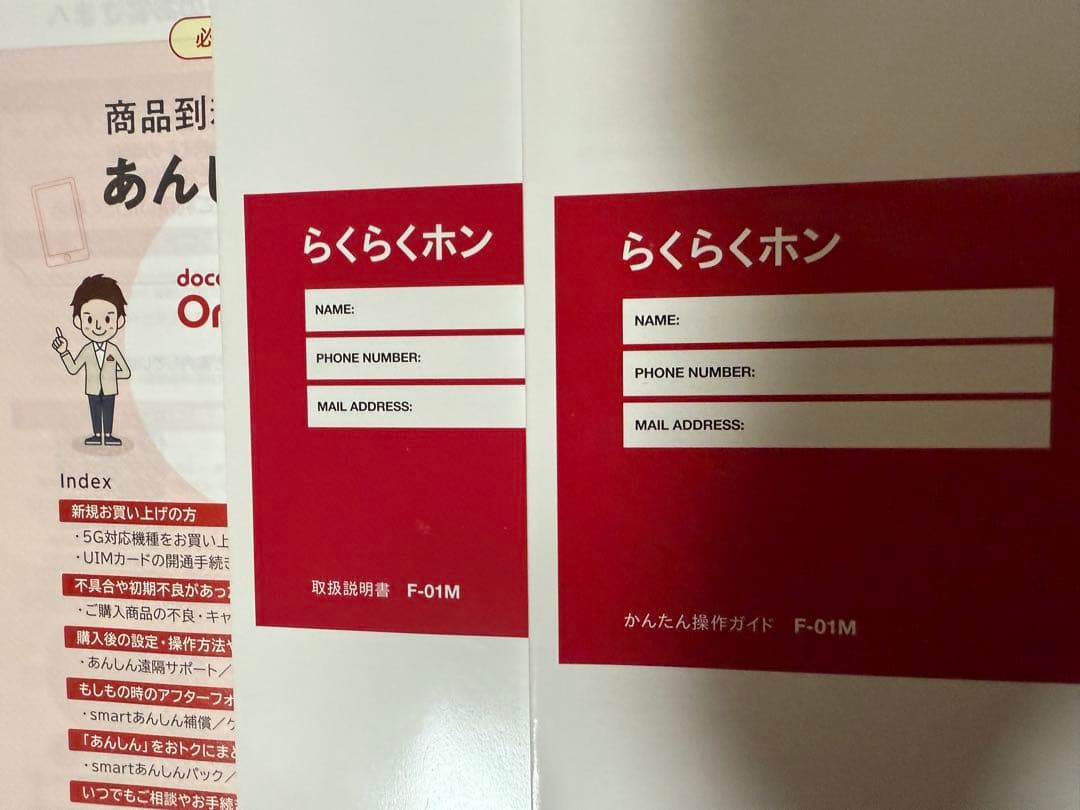 必
商品到
あんし
doco
On
Index
新規お買い上げの方
・5G対応機種をお買い上
・UIMカードの開通手続
不具合や初期不良があっ
・ご購入商品の不良・キャ
購入後の設定・操作方法や
・あんしん遠隔サポート／
もしもの時のアフターフォ
・smartあんしん補償／ケ
「あんしん」をおトクにまと
・smartあんしんパック／
いつでもご相談やお手続
らくらくホン
NAME:
PHONE NUMBER:
MAIL ADDRESS:
取扱説明書 F-01M
らくらくホン
NAME:
PHONE NUMBER:
MAIL ADDRESS:
かんたん操作ガイド F-01M